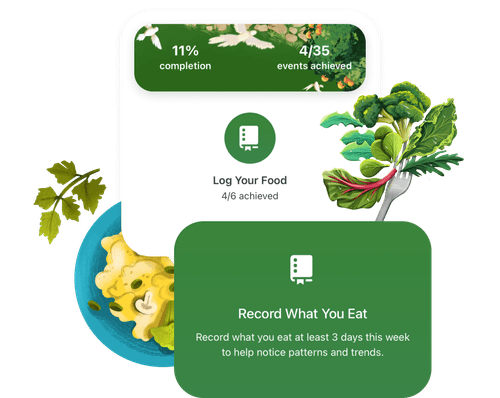 11%
completion
4/35
events achieved
Log Your Food
4/6 achieved
Record What You Eat
Record what you eat at least 3 days this week
to help notice patterns and trends.